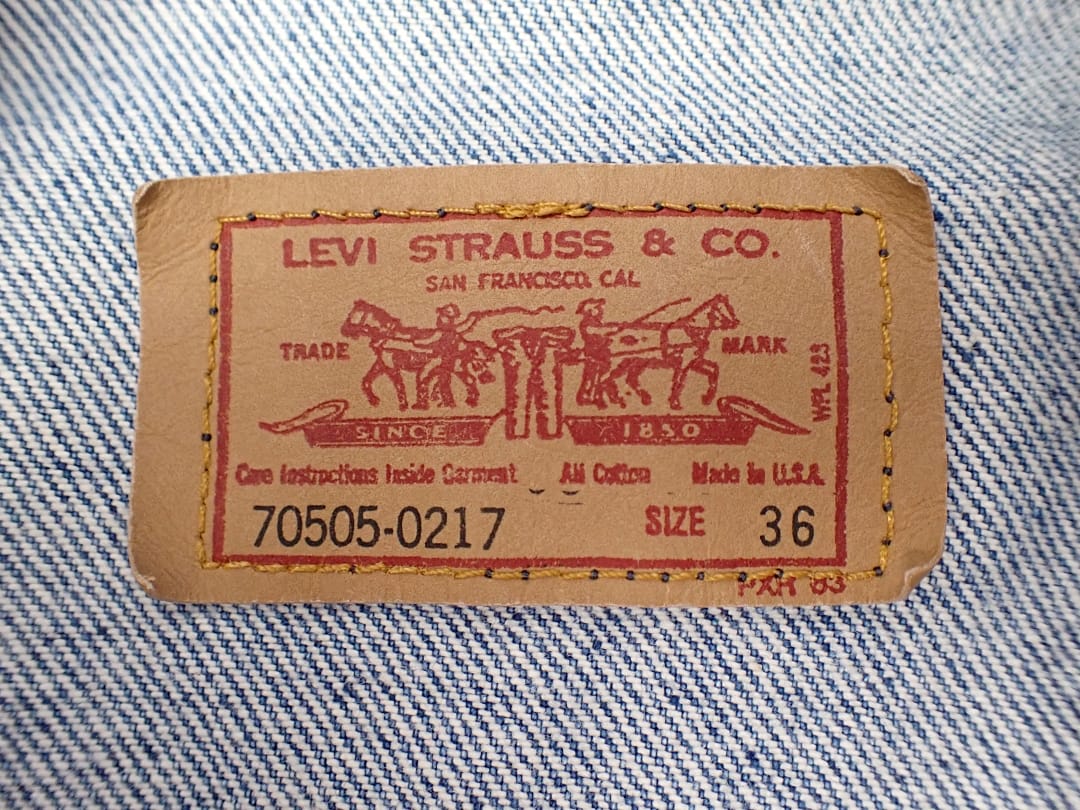 LEVI STRAUSS & CO.
SAN FRANCISCO, CAL
TRADE MARK
WPL 423
SINCE 1850
Care Instructions Inside Garment All Cotton Made in U.S.A.
70505-0217 SIZE 36